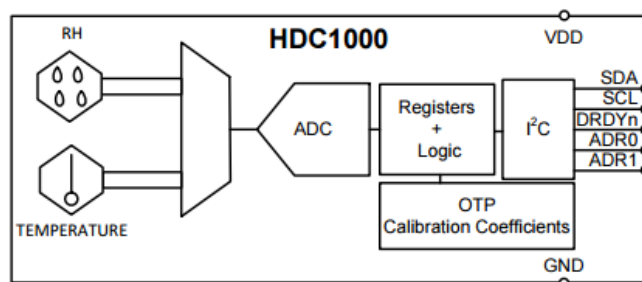 RH
HDC1000
VDD
SDA
SCL
DRDYn
ADR0
ADR1
ADC
Registers
+
Logic
I²C
TEMPERATURE
OTP
Calibration Coefficients
GND